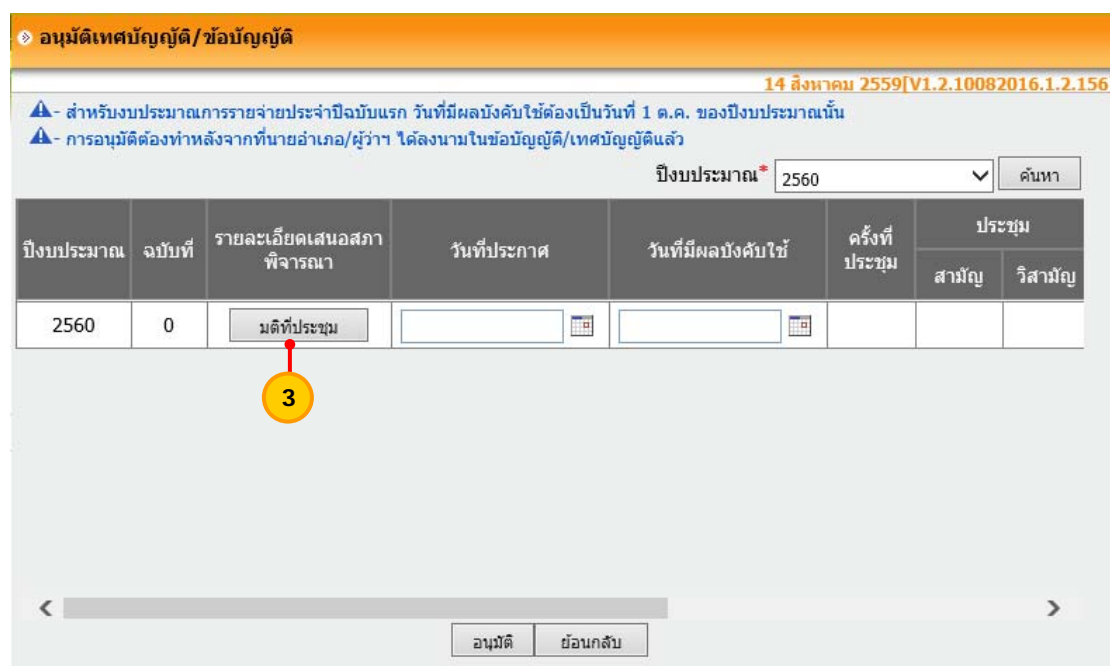 อนุมัติเทศบัญญัติ/ข้อบัญญัติ
14 สิงหาคม 2559[V1.2.10082016.1.2.156
- สำหรับงบประมาณการรายจ่ายประจำปีฉบับแรก วันที่มีผลบังคับใช้ต้องเป็นวันที่ 1 ต.ค. ของปีงบประมาณนั้น
- การอนุมัติต้องทำหลังจากที่นายอำเภอ/ผู้ว่าฯ ได้ลงนามในข้อบัญญัติ/เทศบัญญัติแล้ว
ปีงบประมาณ* 2560 ค้นหา
ปีงบประมาณ ฉบับที่ รายละเอียดเสนอสภา พิจารณา วันที่ประกาศ วันที่มีผลบังคับใช้ ครั้งที่ ประชุม ประชุม
สามัญ วิสามัญ
2560 0 มติที่ประชุม
3
อนุมัติ ย้อนกลับ